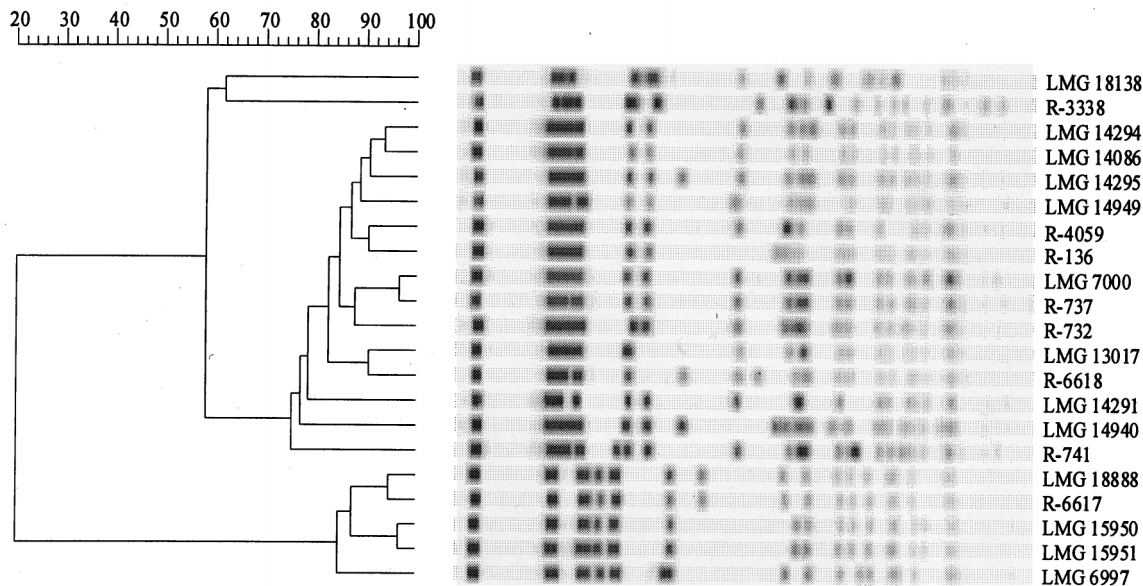 20 30 40 50 60 70 80 90 100
LMG 18138
R-3338
LMG 14294
LMG 14086
LMG 14295
LMG 14949
R-4059
R-136
LMG 7000
R-737
R-732
LMG 13017
R-6618
LMG 14291
LMG 14940
R-741
LMG 18888
R-6617
LMG 15950
LMG 15951
LMG 6997